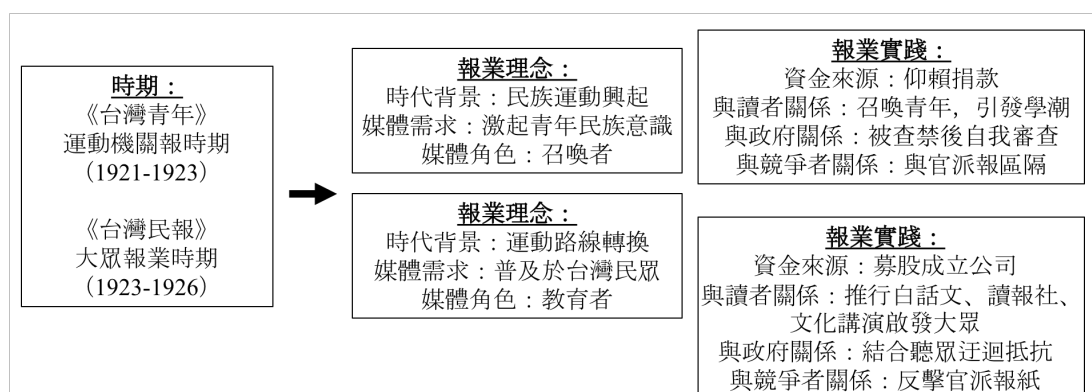 時期：
《台灣青年》
運動機關報時期
（1921-1923）
《台灣民報》
大眾報業時期
（1923-1926）
報業理念：
時代背景：民族運動興起
媒體需求：激起青年民族意識
媒體角色：召喚者
報業理念：
時代背景：運動路線轉換
媒體需求：普及於台灣民眾
媒體角色：教育者
報業實踐：
資金來源：仰賴捐款
與讀者關係：召喚青年，引發學潮
與政府關係：被查禁後自我審查
與競爭者關係：與官派報區隔
報業實踐：
資金來源：募股成立公司
與讀者關係：推行白話文、讀報社、
文化講演啟發大眾
與政府關係：結合聽眾迂迴抵抗
與競爭者關係：反擊官派報紙